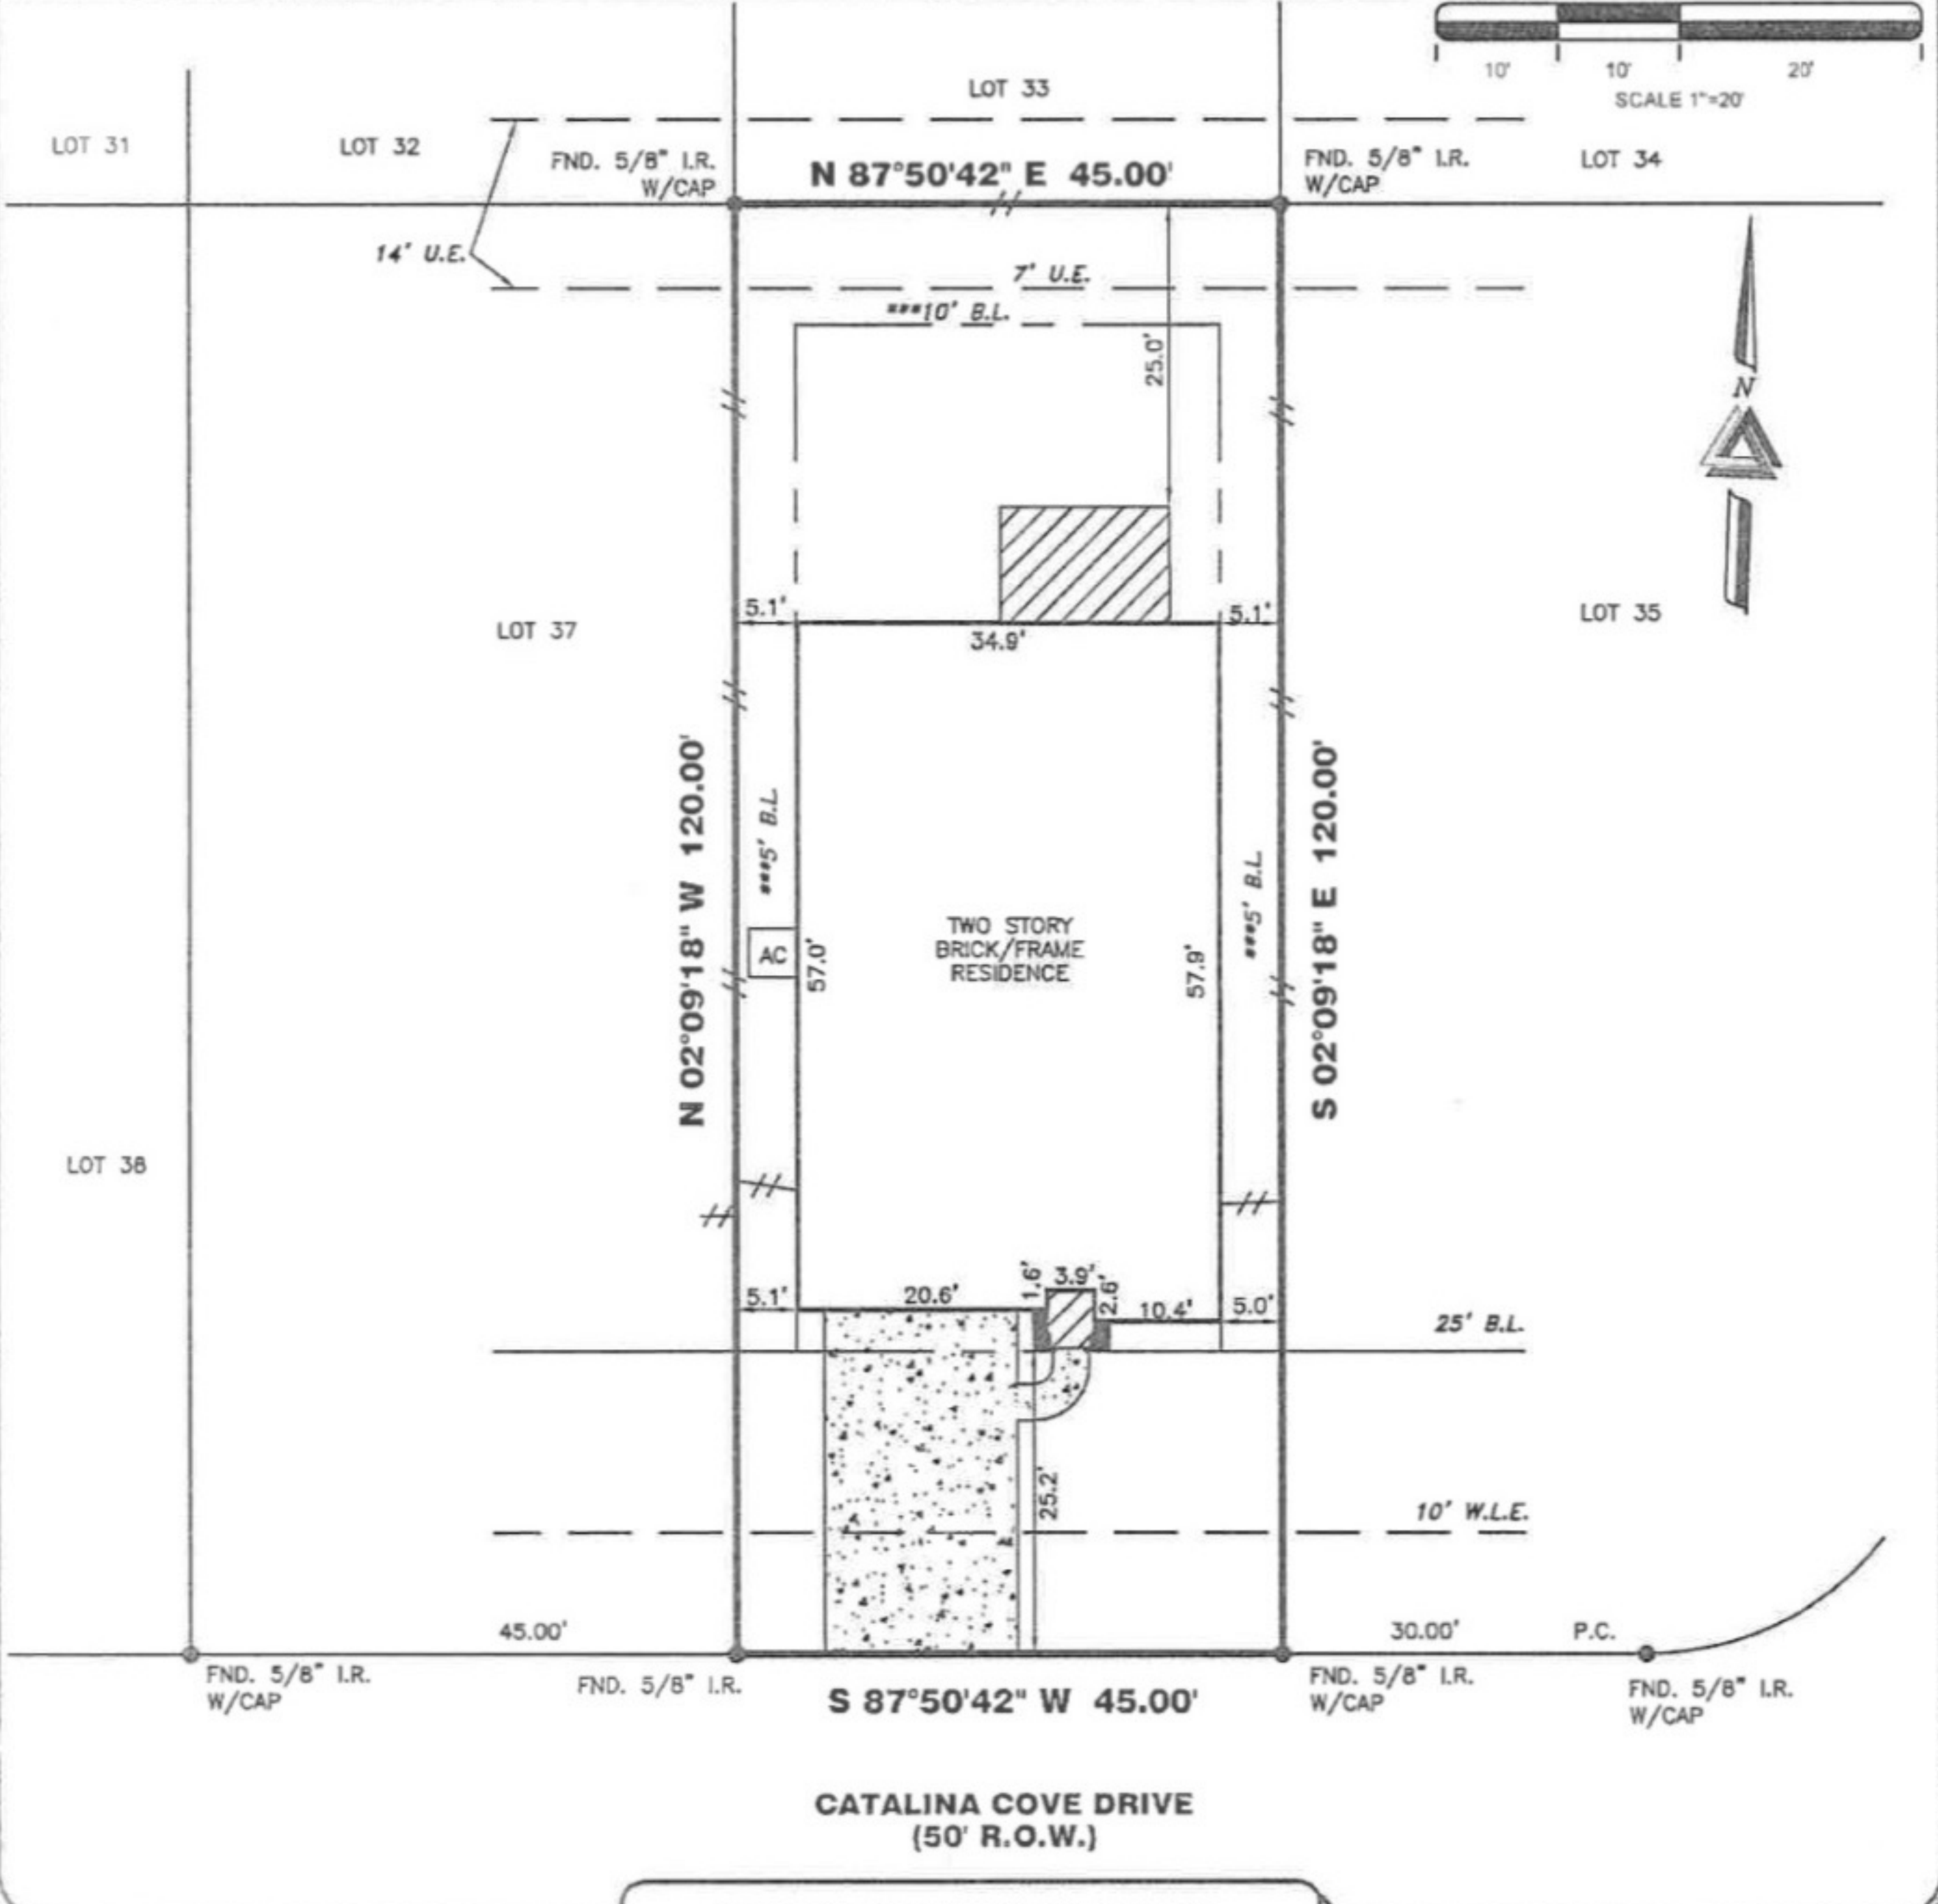 10' 10' 20'
SCALE 1"=20'
LOT 33
LOT 31
LOT 32
FND. 5/8" I.R.
W/CAP
N 87°50'42" E 45.00'
FND. 5/8" I.R.
W/CAP
LOT 34
14' U.E.
7' U.E.
***10' B.L.
25.0'
N
5.1'
5.1'
34.9'
LOT 37
LOT 35
N 02°09'18" W 120.00'
***5' B.L.
AC
57.0'
TWO STORY
BRICK/FRAME
RESIDENCE
57.9'
***5' B.L.
S 02°09'18" E 120.00'
LOT 38
5.1'
20.6'
1.6'
3.9'
2.6'
10.4'
5.0'
25' B.L.
25.2'
10' W.L.E.
45.00'
30.00'
P.C.
FND. 5/8" I.R.
W/CAP
FND. 5/8" I.R.
S 87°50'42" W 45.00'
FND. 5/8" I.R.
W/CAP
FND. 5/8" I.R.
W/CAP
CATALINA COVE DRIVE
(50' R.O.W.)